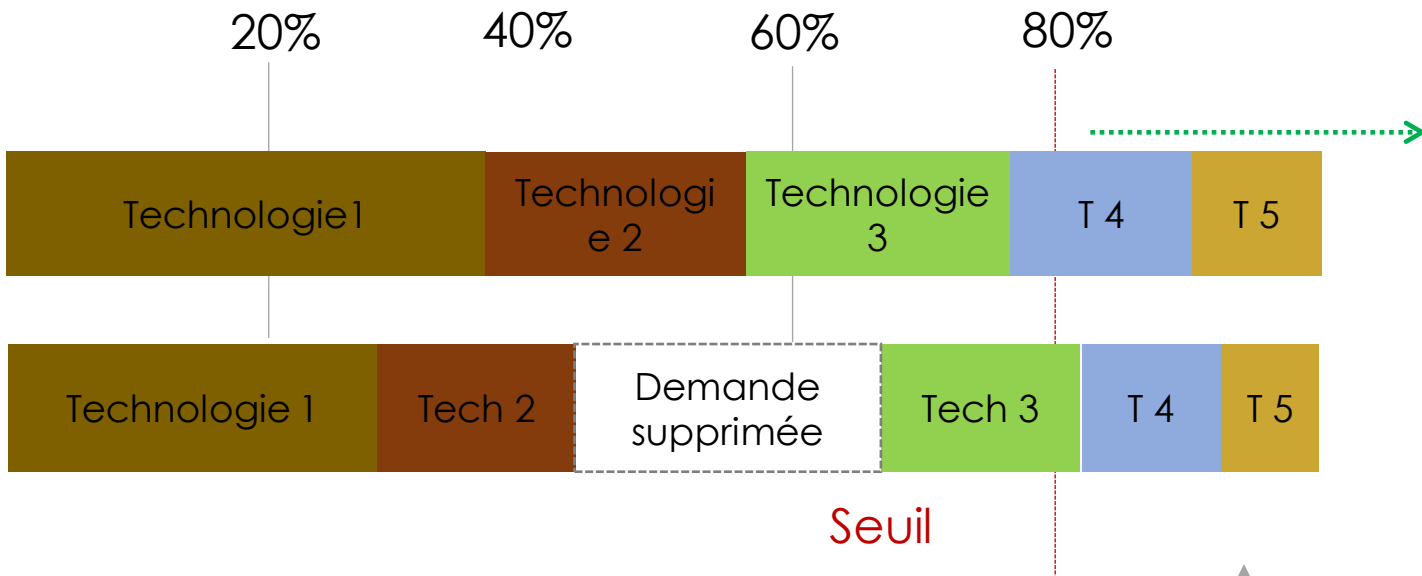 20% 40% 60% 80%
Technologie1
Technologi
e 2
Technologie
3
T 4
T 5
Technologie 1
Tech 2
Demande
supprimée
Tech 3
T 4
T 5
Seuil